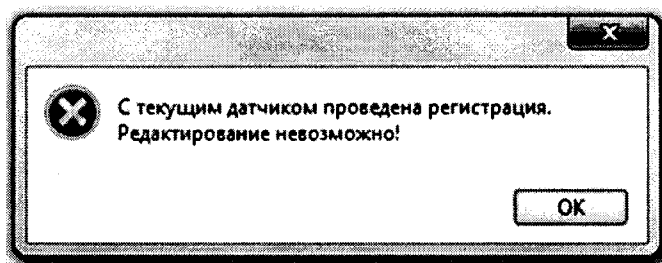 С текущим датчиком проведена регистрация.
Редактирование невозможно!
OK